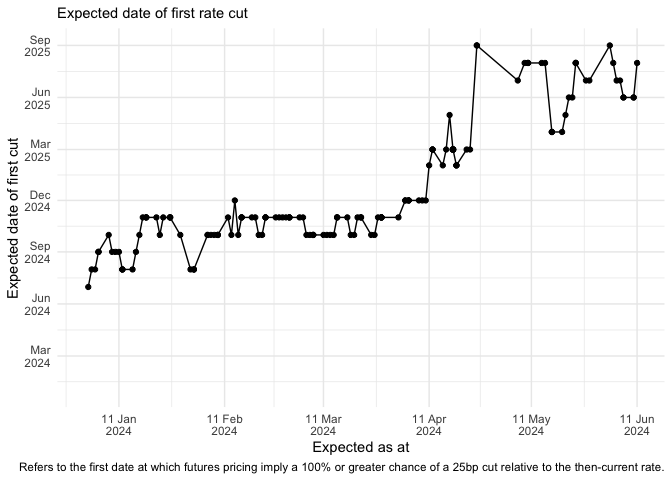 Expected date of first rate cut
Expected date of first cut
Sep
2025
Jun
2025
Mar
2025
Dec
2024
Sep
2024
Jun
2024
Mar
2024
11 Jan
2024
11 Feb
2024
11 Mar
2024
11 Apr
2024
11 May
2024
11 Jun
2024
Expected as at
Refers to the first date at which futures pricing imply a 100% or greater chance of a 25bp cut relative to the then-current rate.